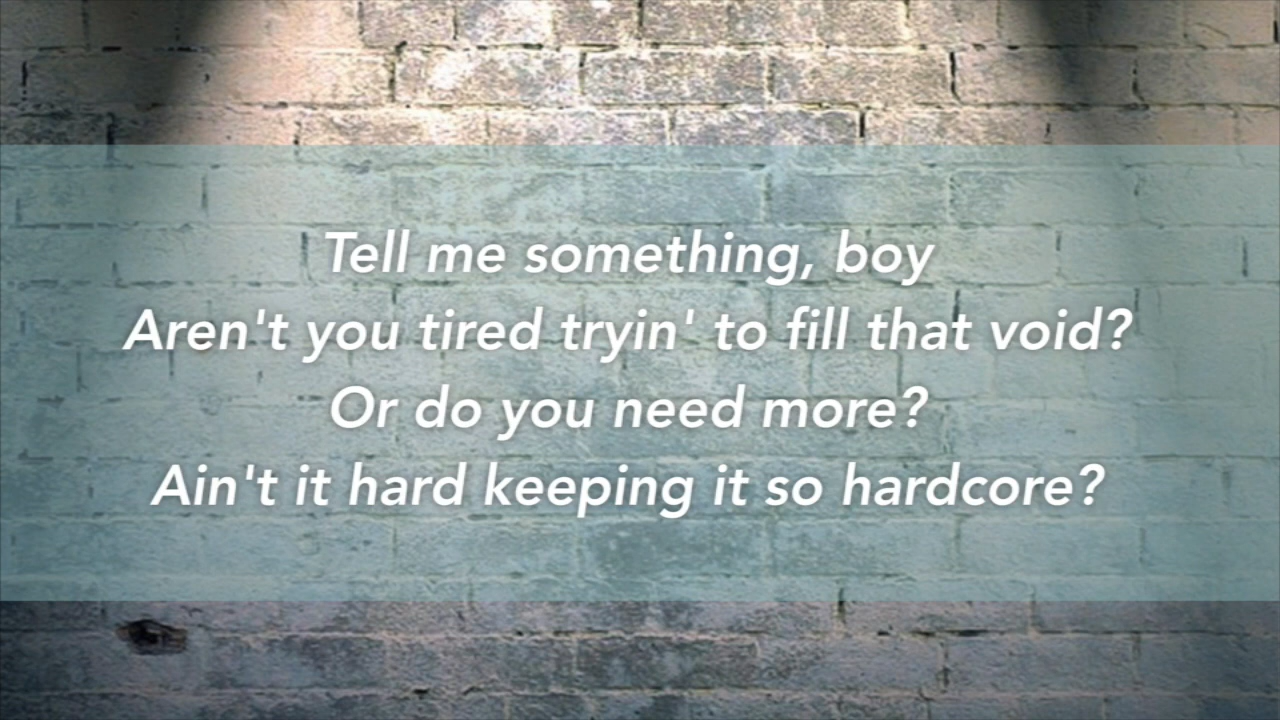 Tell me something, boy
Aren't you tired tryin' to fill that void?
Or do you need more?
Ain't it hard keeping it so hardcore?